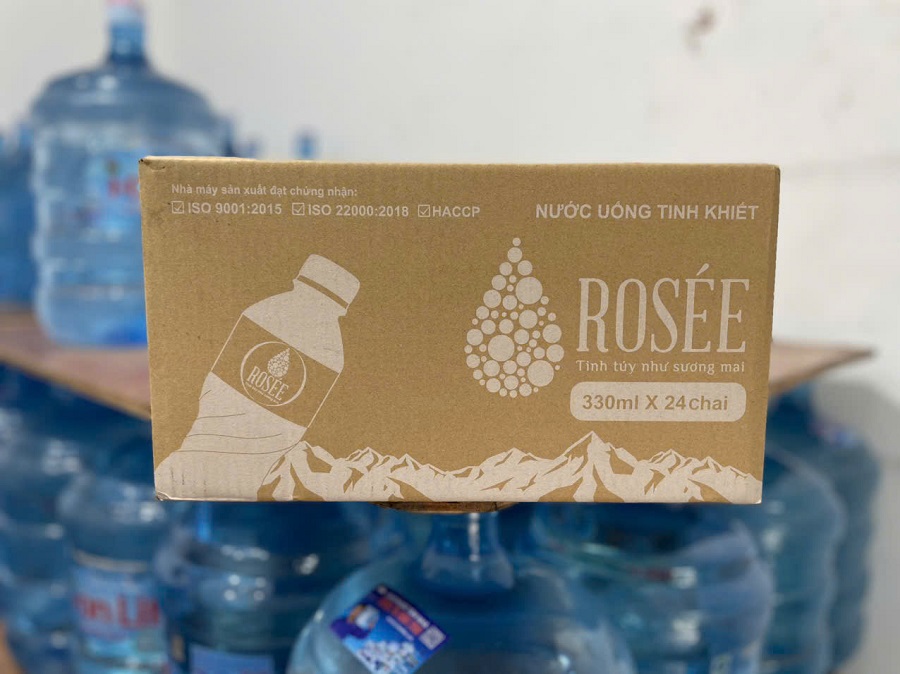 Nhà máy sản xuất đạt chứng nhận:
☑ ISO 9001:2015 ☑ ISO 22000:2018 ☑ HACCP
NƯỚC UỐNG TINH KHIẾT
ROSÉE
Tinh túy như sương mai
330ml X 24chai
ROSÉE